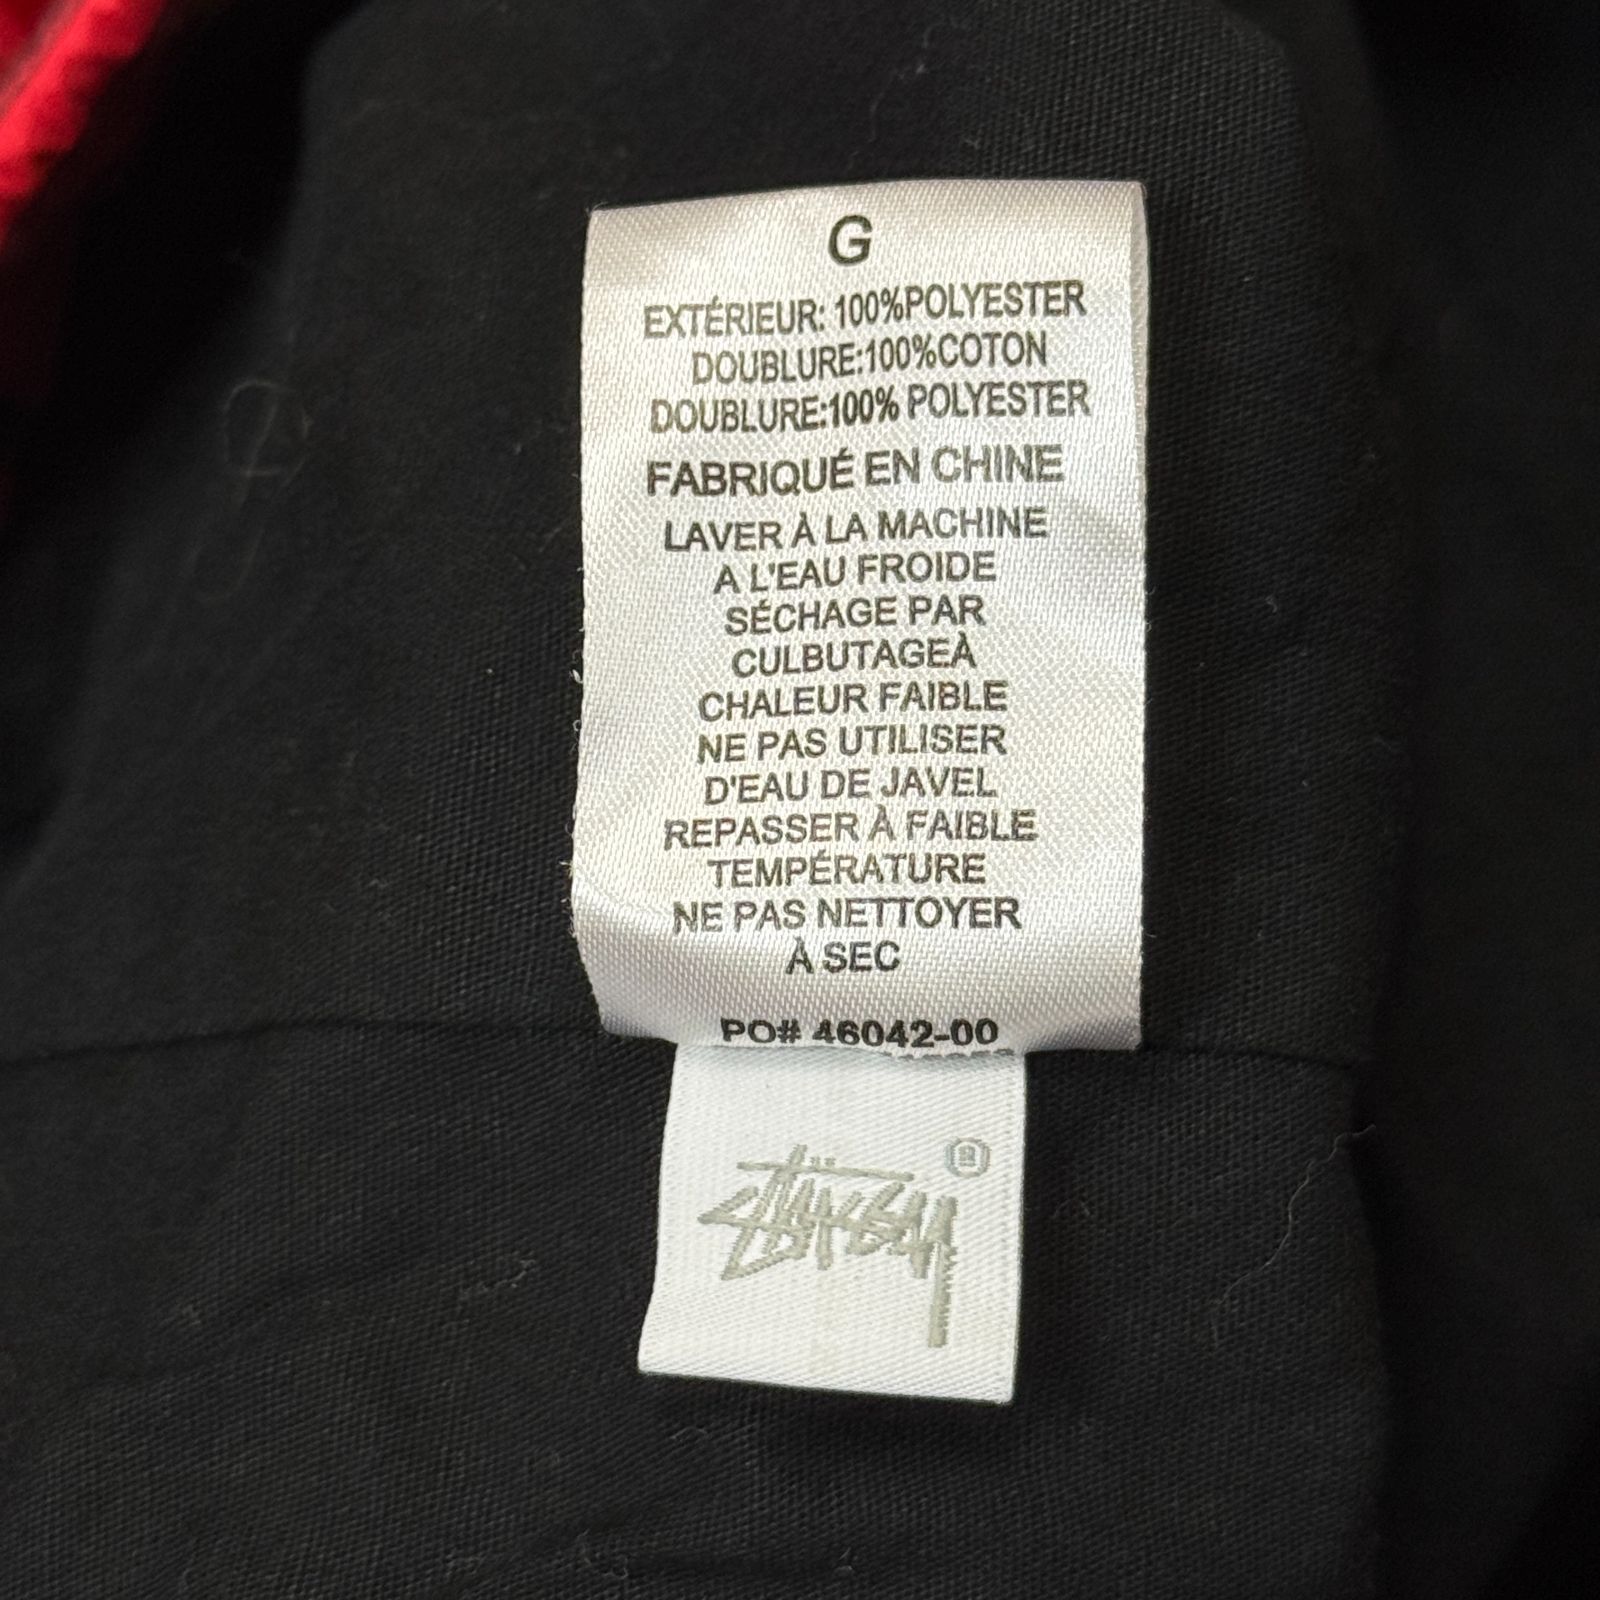 G
EXTÉRIEUR: 100%POLYESTER
DOUBLURE:100%COTON
DOUBLURE:100% POLYESTER
FABRIQUÉ EN CHINE
LAVER À LA MACHINE
A L'EAU FROIDE
SÉCHAGE PAR
CULBUTAGEÀ
CHALEUR FAIBLE
NE PAS UTILISER
D'EAU DE JAVEL
REPASSER À FAIBLE
TEMPÉRATURE
NE PAS NETTOYER
À SEC
PO# 46042-00
Stüssy ®